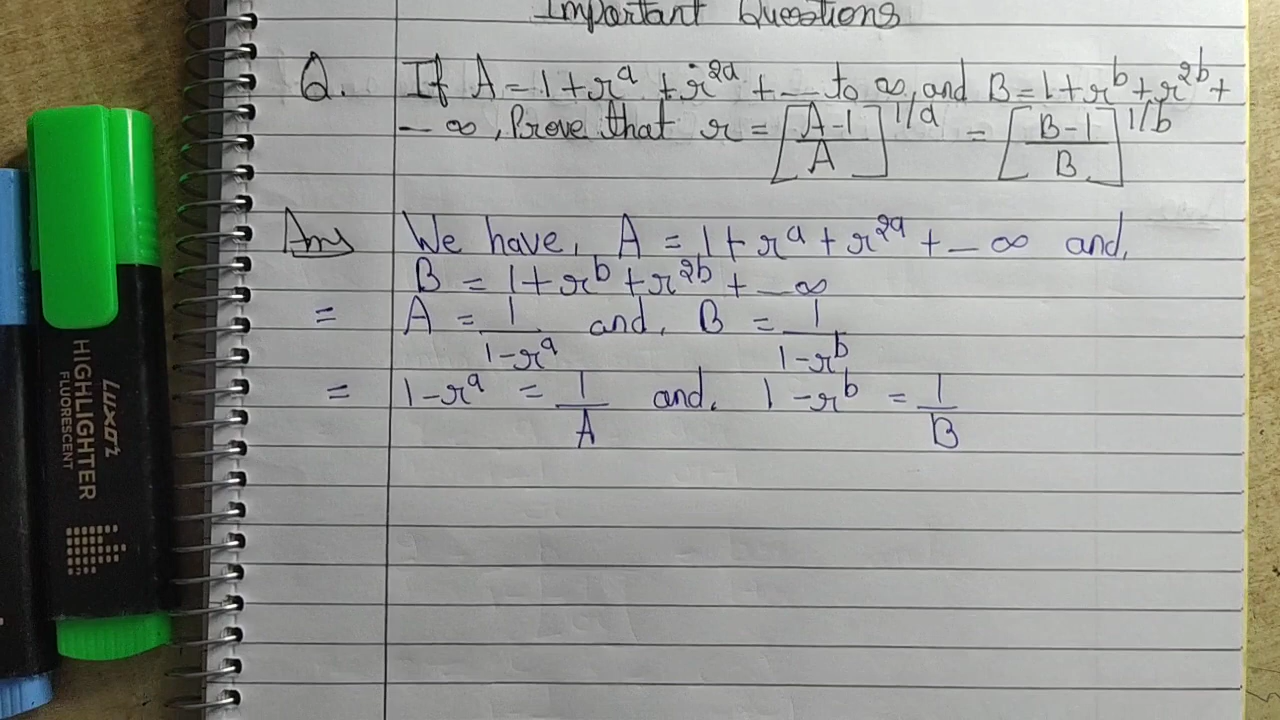 Important Questions
Q. If A = 1 + r^a + r^2a + --- to ∞, and B = 1 + r^b + r^2b +
--- ∞, Prove that r = [A-1/A]^1/a = [B-1/B]^1/b
Ans We have, A = 1 + r^a + r^2a + --- ∞ and,
B = 1 + r^b + r^2b + --- ∞
= A = 1/1-r^a and, B = 1/1-r^b
= 1-r^a = 1/A and, 1-r^b = 1/B
LUXOR
HIGHLIGHTER
FLUORESCENT